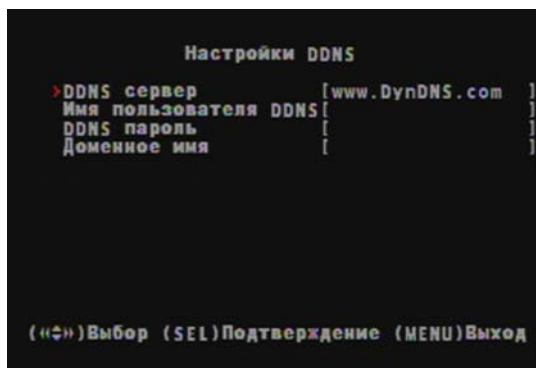 Настройки DDNS
>DDNS сервер [www.DynDNS.com ]
Имя пользователя DDNS[ ]
DDNS пароль [ ]
Доменное имя [ ]
(«⬍»)Выбор (SEL)Подтверждение (MENU)Выход